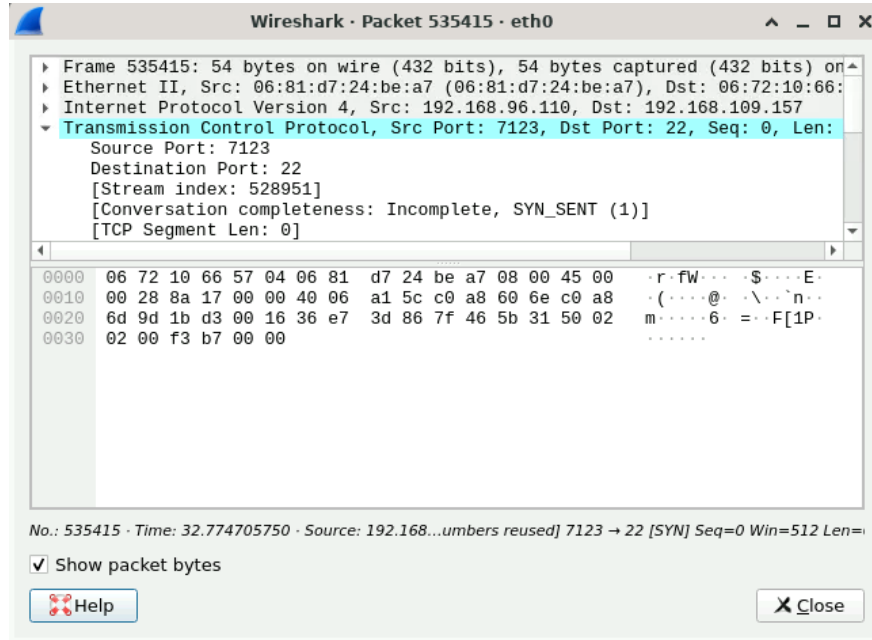 Wireshark · Packet 535415 · eth0
Frame 535415: 54 bytes on wire (432 bits), 54 bytes captured (432 bits) on
Ethernet II, Src: 06:81:d7:24:be:a7 (06:81:d7:24:be:a7), Dst: 06:72:10:66:
Internet Protocol Version 4, Src: 192.168.96.110, Dst: 192.168.109.157
Transmission Control Protocol, Src Port: 7123, Dst Port: 22, Seq: 0, Len:
Source Port: 7123
Destination Port: 22
[Stream index: 528951]
[Conversation completeness: Incomplete, SYN_SENT (1)]
[TCP Segment Len: 0]
0000 06 72 10 66 57 04 06 81 d7 24 be a7 08 00 45 00 ·r·fW··· ·$····E·
0010 00 28 8a 17 00 00 40 06 a1 5c c0 a8 60 6e c0 a8 ·(····@· ·\··`n··
0020 6d 9d 1b d3 00 16 36 e7 3d 86 7f 46 5b 31 50 02 m·····6· =··F[1P·
0030 02 00 f3 b7 00 00 ······
No.: 535415 · Time: 32.774705750 · Source: 192.168...umbers reused] 7123 → 22 [SYN] Seq=0 Win=512 Len=
Show packet bytes
Help
Close